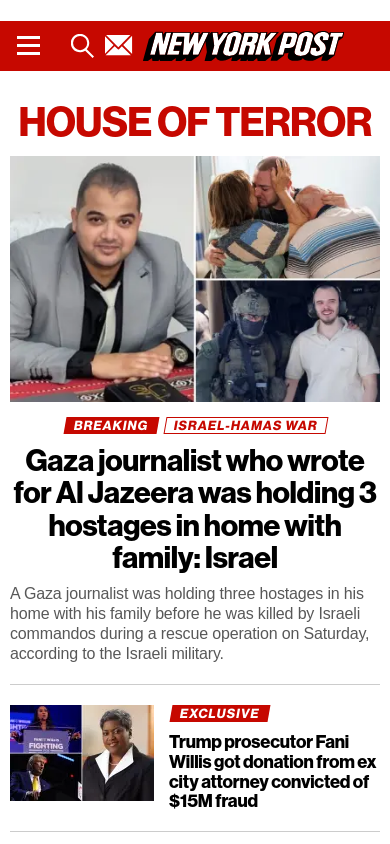 NEW YORK POST
HOUSE OF TERROR
BREAKING
ISRAEL-HAMAS WAR
Gaza journalist who wrote
for Al Jazeera was holding 3
hostages in home with
family: Israel
A Gaza journalist was holding three hostages in his
home with his family before he was killed by Israeli
commandos during a rescue operation on Saturday,
according to the Israeli military.
FIGHTING
EXCLUSIVE
Trump prosecutor Fani
Willis got donation from ex
city attorney convicted of
$15M fraud